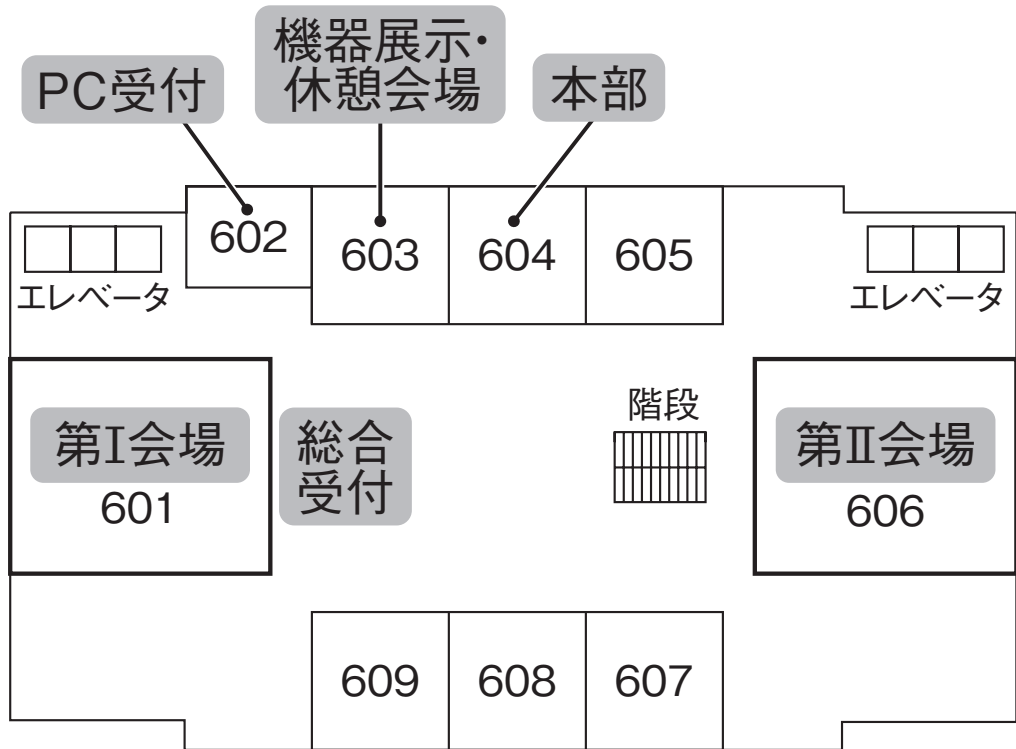 機器展示・
休憩会場
PC受付
本部
602
603
604
605
エレベータ
エレベータ
階段
第Ⅰ会場
601
総合
受付
第Ⅱ会場
606
609
608
607